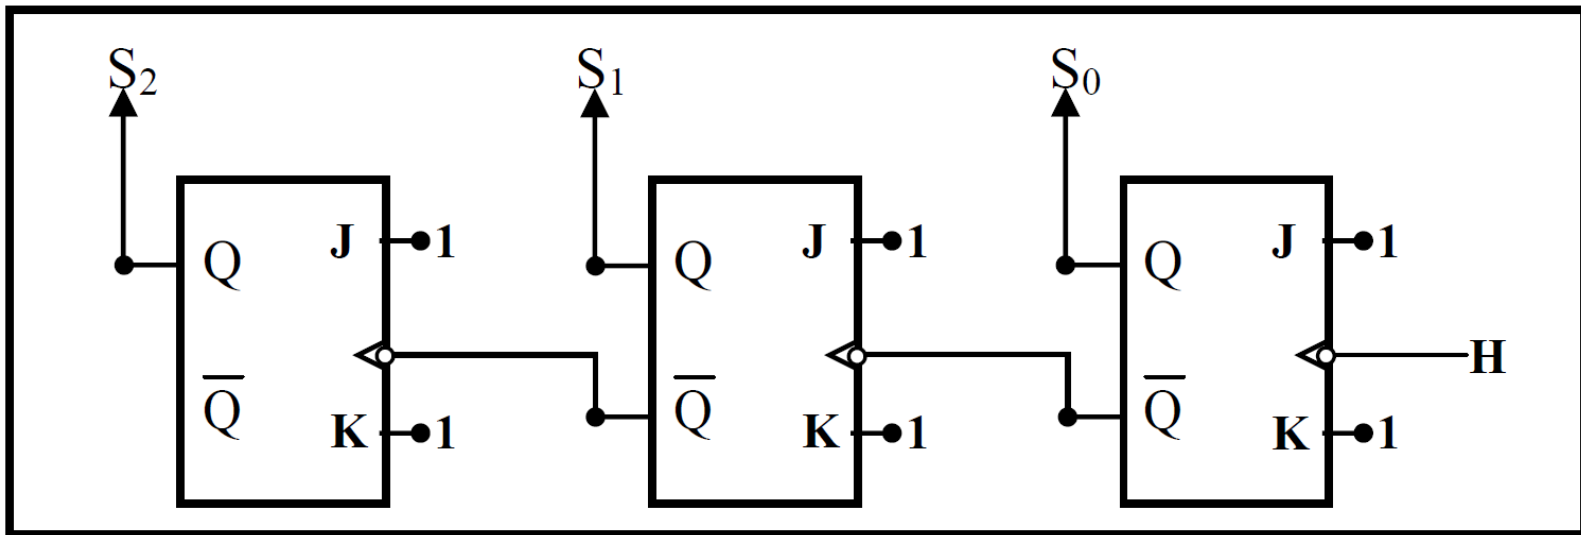 S₂ S₁ S₀
J 1 J 1 J 1
Q Q Q
H
Q̅ Q̅ Q̅
K 1 K 1 K 1